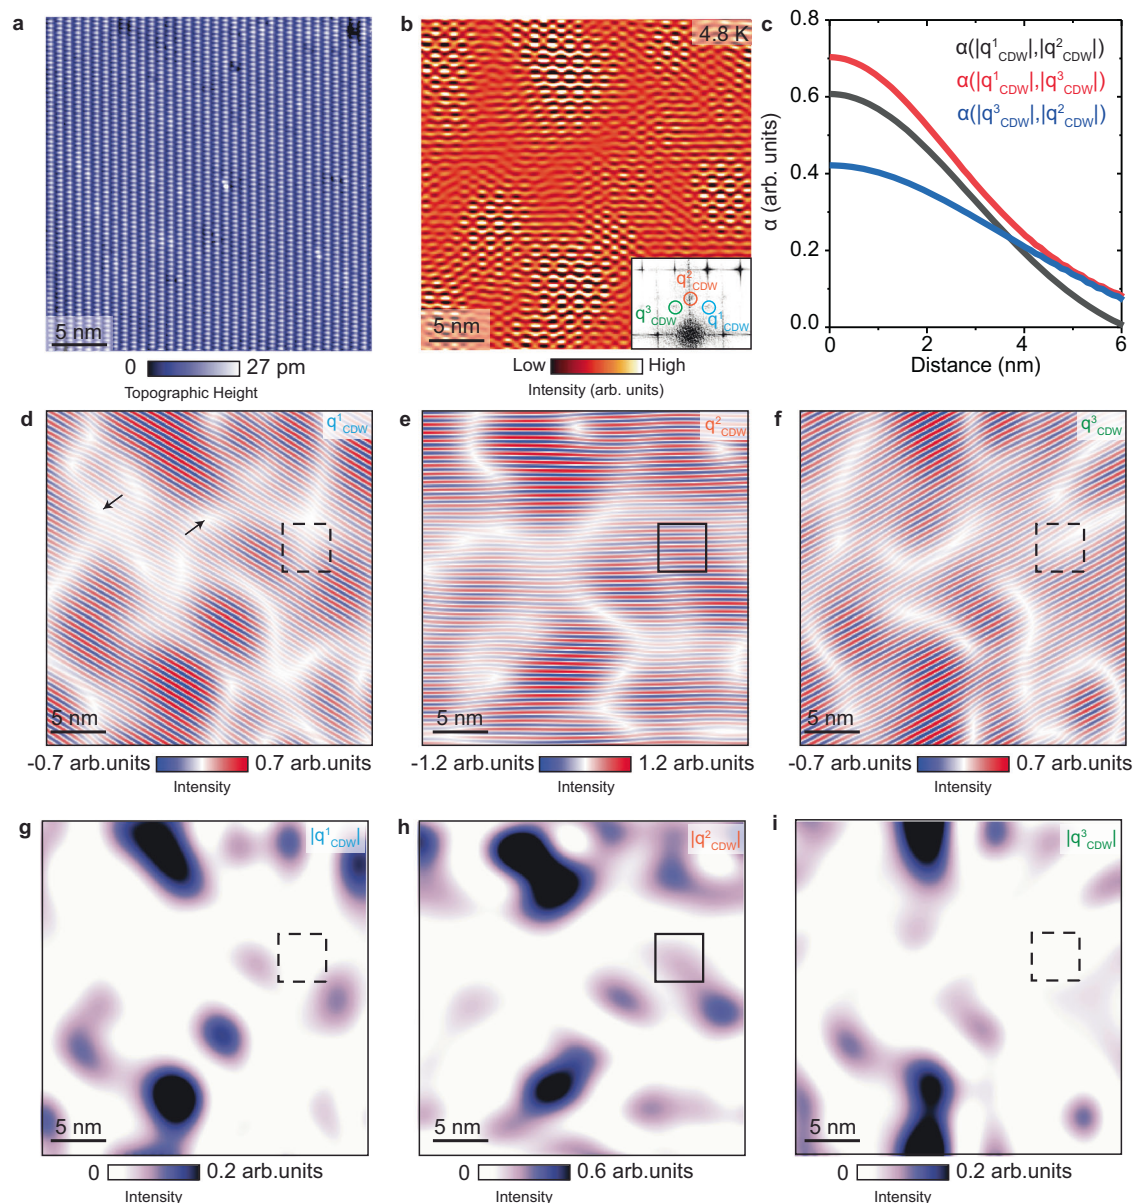 a
5 nm
0 27 pm
Topographic Height
b
4.8 K
q²CDW
q³CDW
q¹CDW
5 nm
Low High
Intensity (arb. units)
c
0.8
0.6
0.4
0.2
0.0
α (arb. units)
α(|q¹CDW|,|q²CDW|)
α(|q¹CDW|,|q³CDW|)
α(|q³CDW|,|q²CDW|)
0 2 4 6
Distance (nm)
d
q¹CDW
5 nm
-0.7 arb.units 0.7 arb.units
Intensity
e
q²CDW
5 nm
-1.2 arb.units 1.2 arb.units
Intensity
f
q³CDW
5 nm
-0.7 arb.units 0.7 arb.units
Intensity
g
|q¹CDW|
5 nm
0 0.2 arb.units
Intensity
h
|q²CDW|
5 nm
0 0.6 arb.units
Intensity
i
|q³CDW|
5 nm
0 0.2 arb.units
Intensity